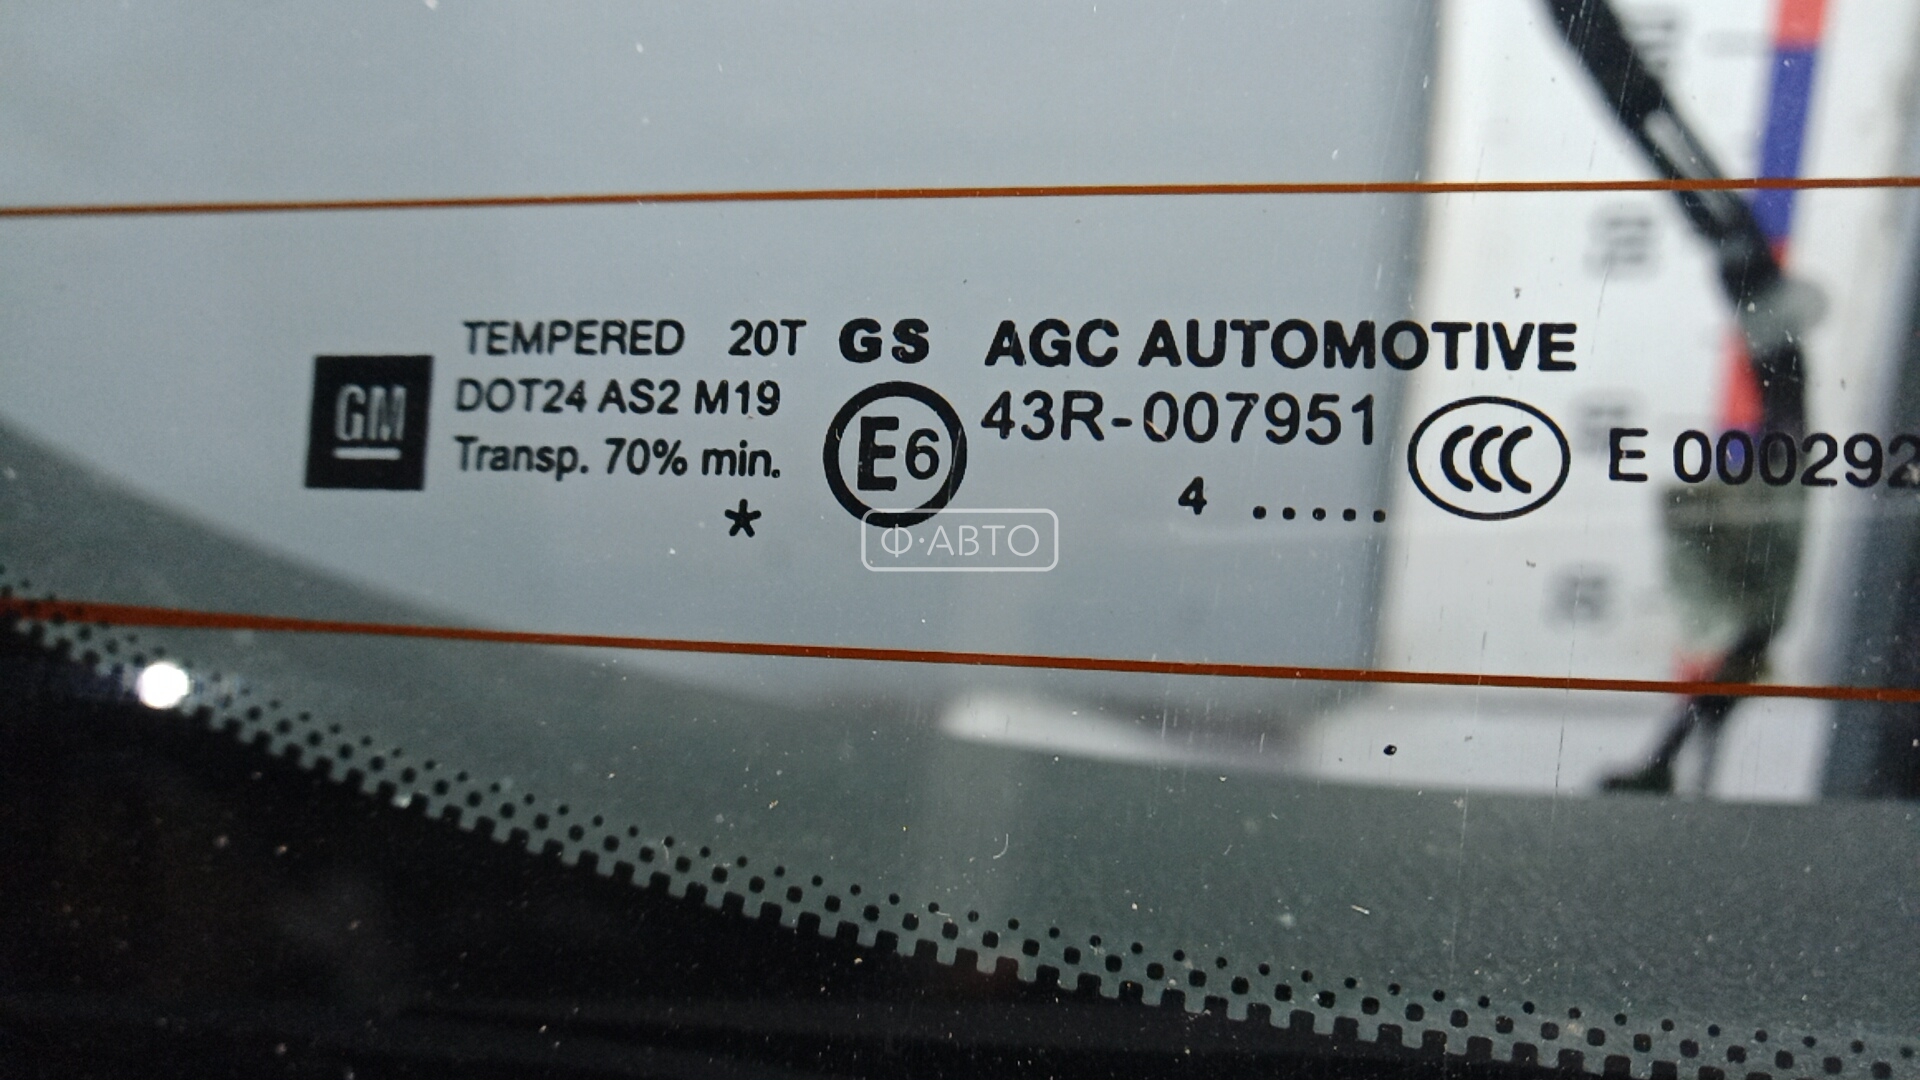 GM
TEMPERED 20T GS AGC AUTOMOTIVE
DOT24 AS2 M19
Transp. 70% min.
*
E6
43R-007951
4 .....
CCC
E 000292
Ф·АВТО